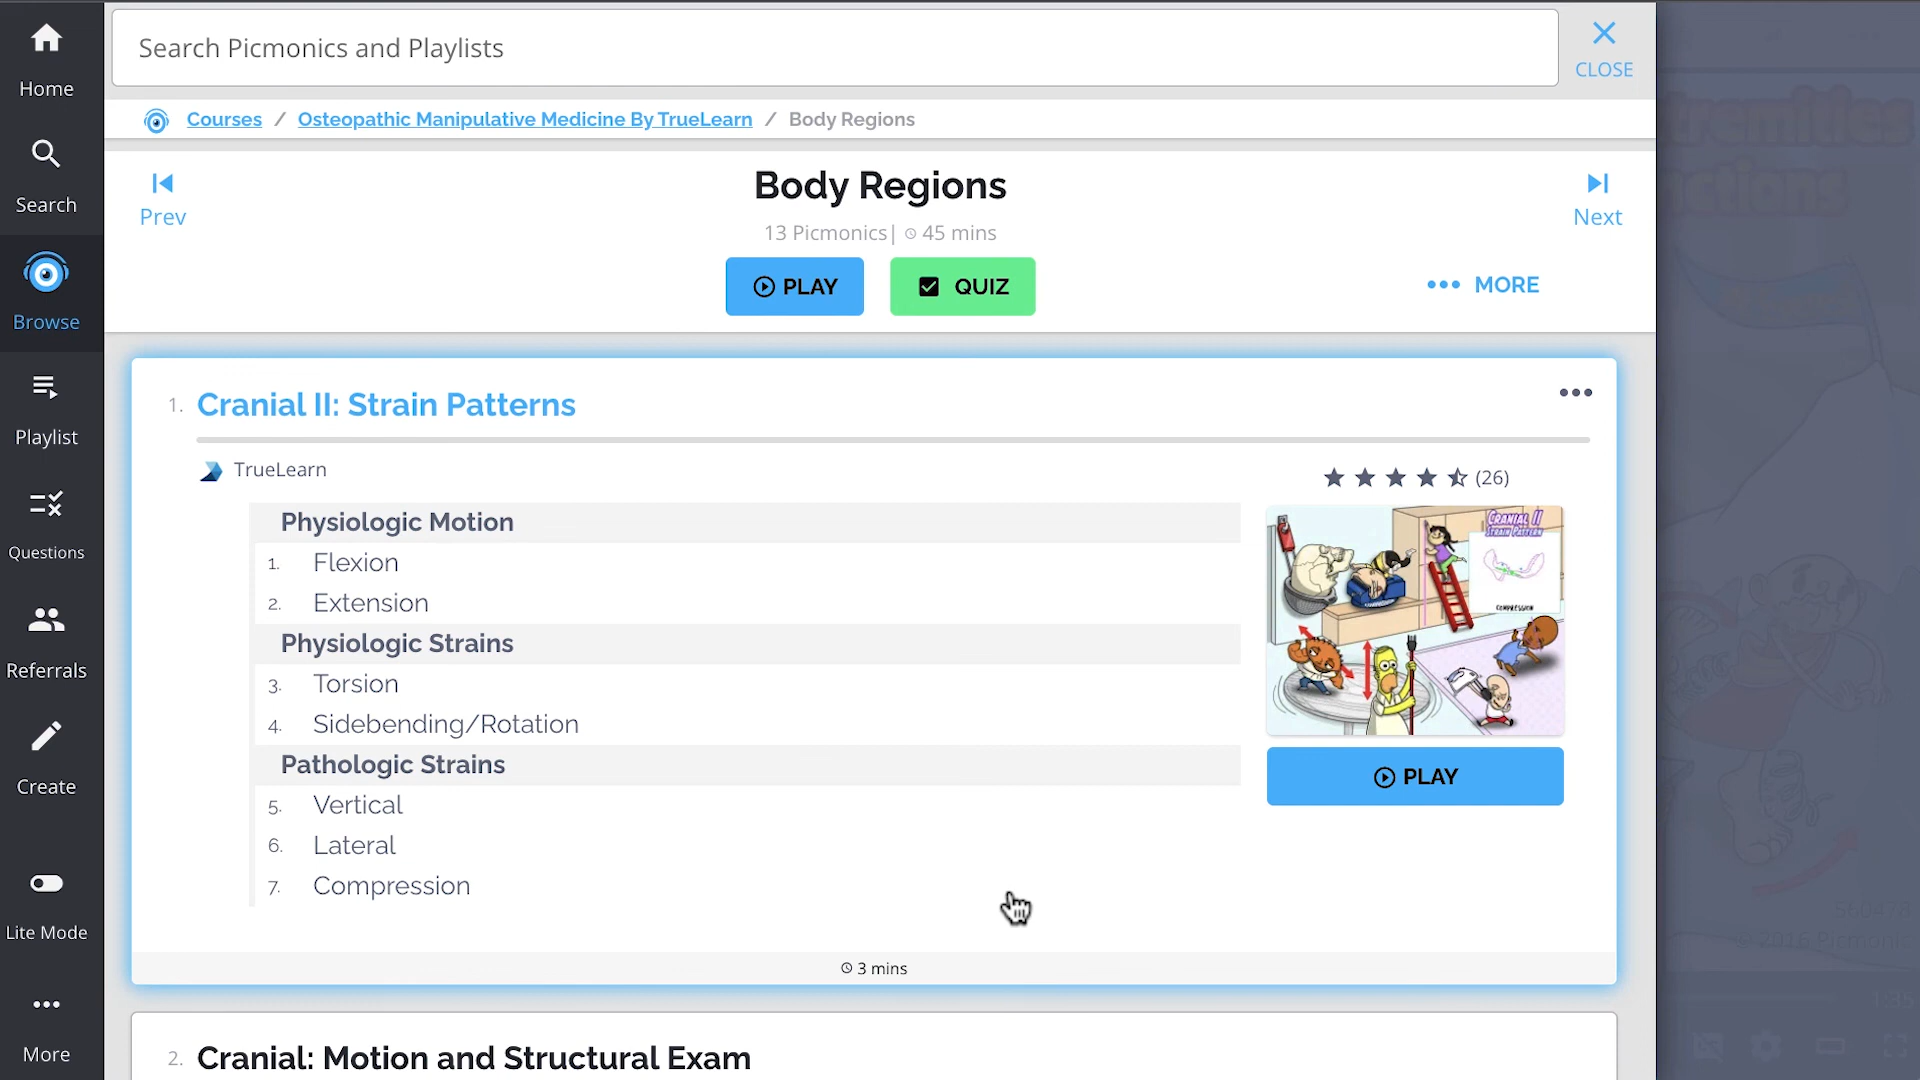 Search Picmonics and Playlists
CLOSE
Home
Search
Browse
Playlist
Questions
Referrals
Create
Lite Mode
More
Courses / Osteopathic Manipulative Medicine By TrueLearn / Body Regions
Prev
Body Regions
Next
13 Picmonics| 45 mins
PLAY
QUIZ
••• MORE
1. Cranial II: Strain Patterns
TrueLearn
(26)
Physiologic Motion
1. Flexion
2. Extension
Physiologic Strains
3. Torsion
4. Sidebending/Rotation
Pathologic Strains
5. Vertical
6. Lateral
7. Compression
CRANIAL II
STRAIN PATTERN
COMPRESSION
PLAY
3 mins
2. Cranial: Motion and Structural Exam
© 2016 Picmonic